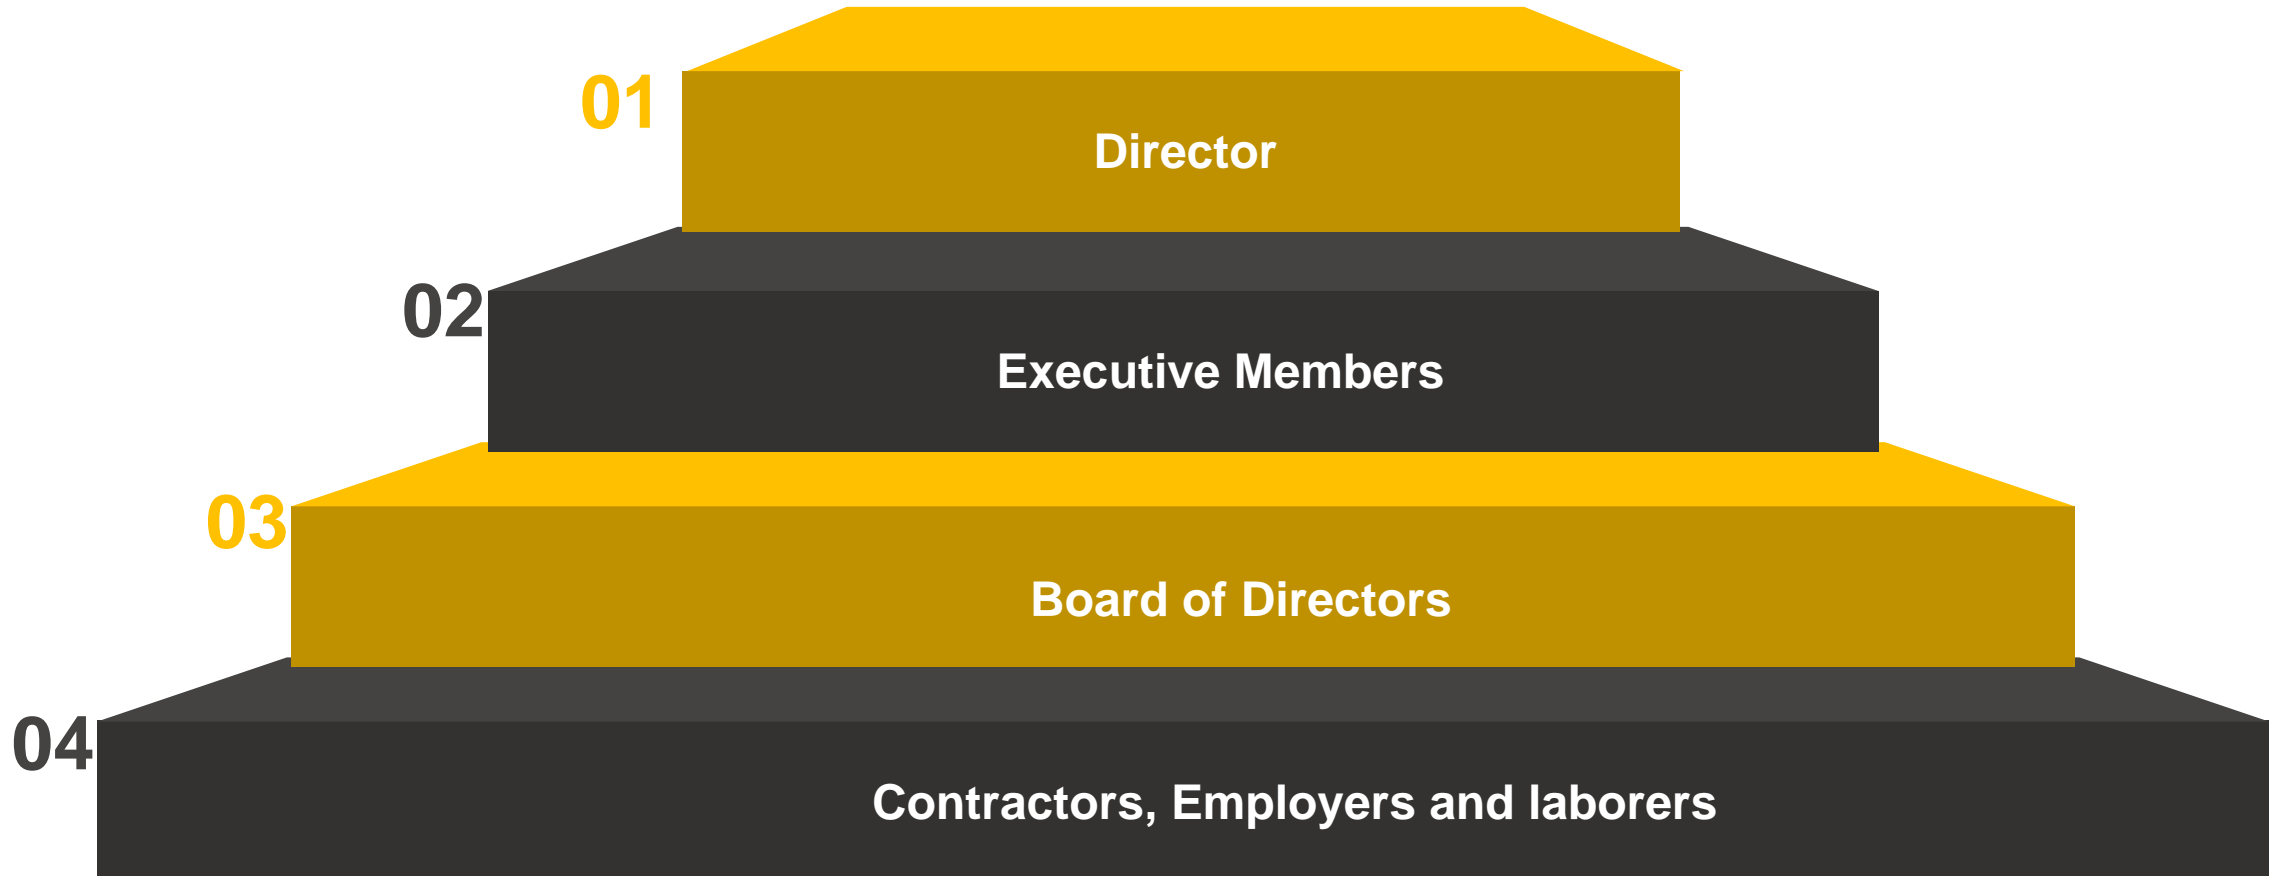 01
Director
02
Executive Members
03
Board of Directors
04
Contractors, Employers and laborers